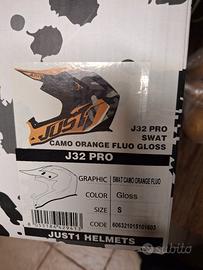 JUST1
J32 PRO
SWAT
CAMO ORANGE FLUO GLOSS
J32 PRO
GRAPHIC
SWAT CAMO ORANGE FLUO
COLOR
Gloss
SIZE
S
CODE
606321015101603
JUST1 HELMETS
subito